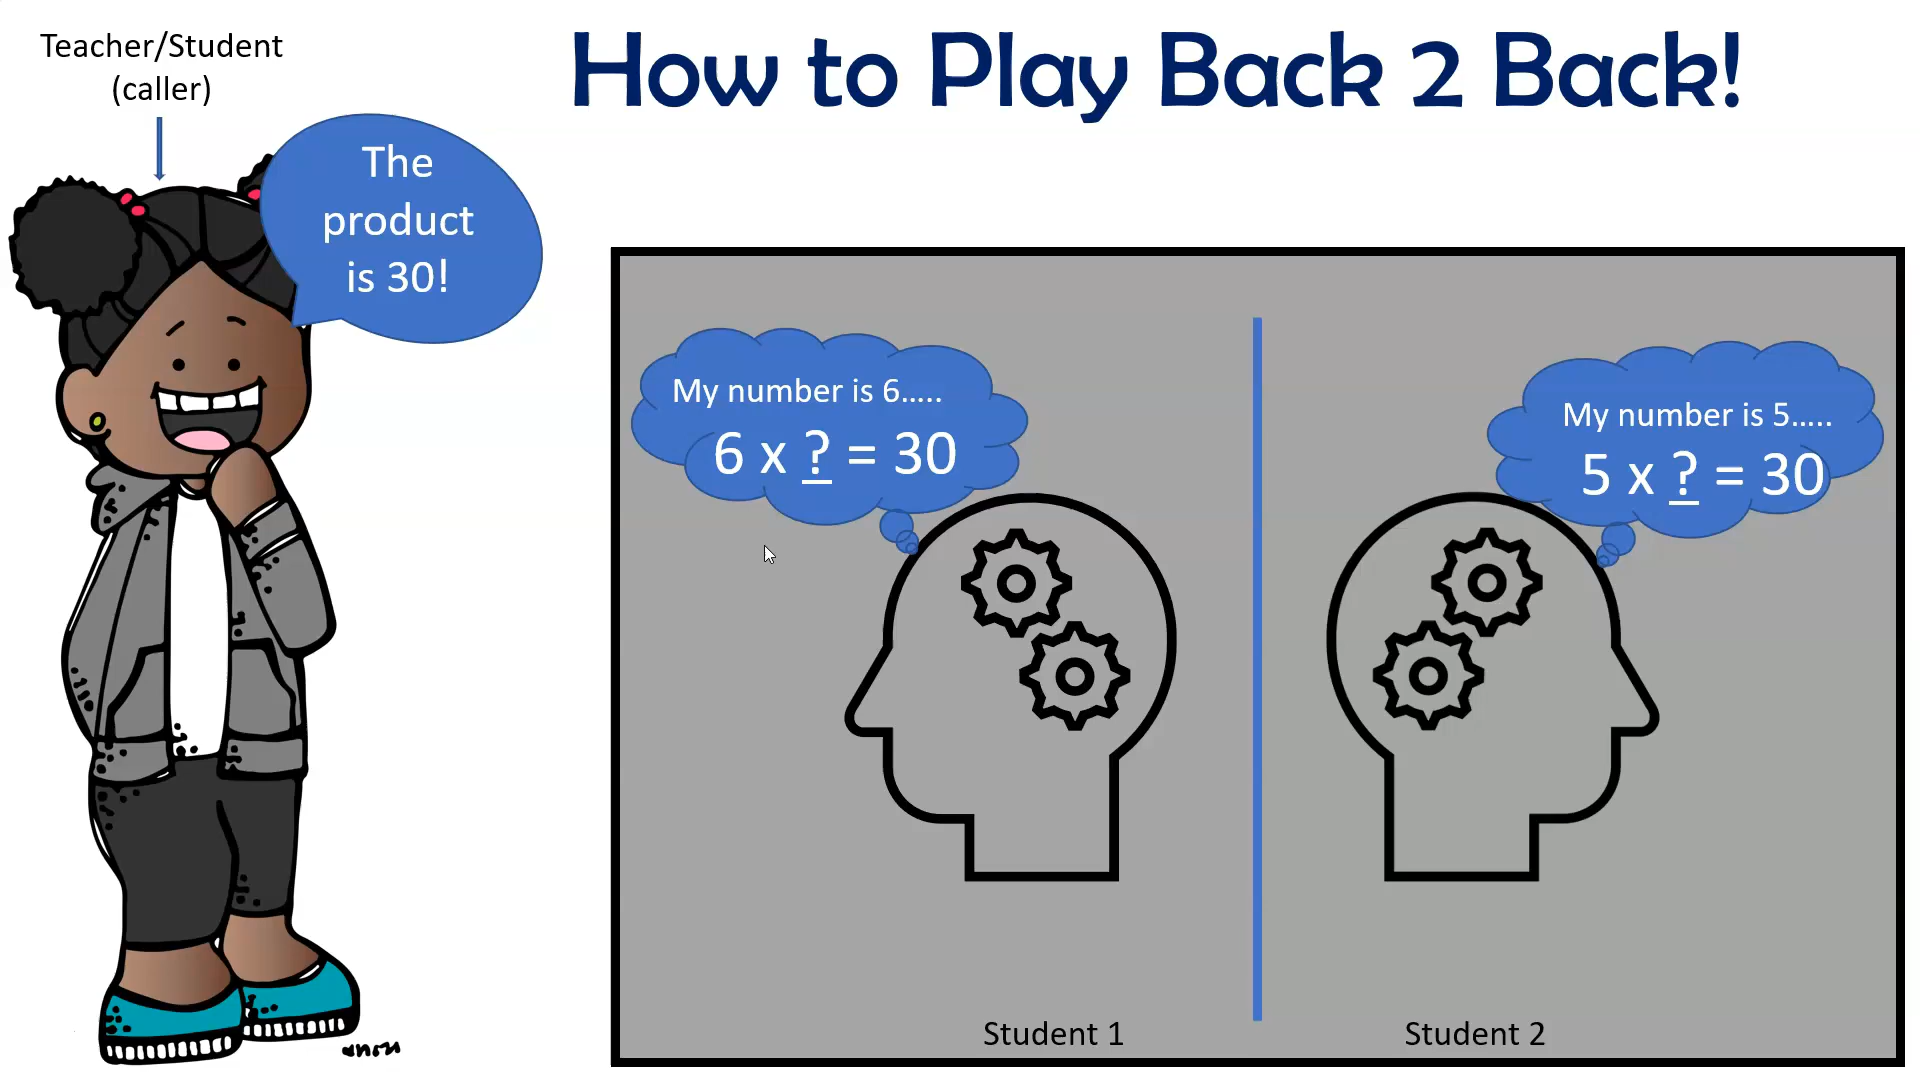 Teacher/Student
(caller)
How to Play Back 2 Back!
The
product
is 30!
My number is 6.....
6 x ? = 30
My number is 5.....
5 x ? = 30
Student 1
Student 2